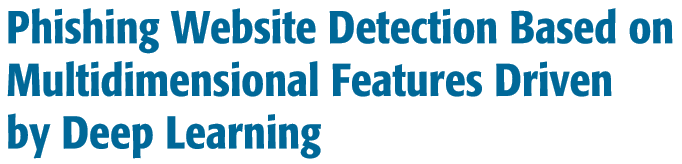 Phishing Website Detection Based on
Multidimensional Features Driven
by Deep Learning